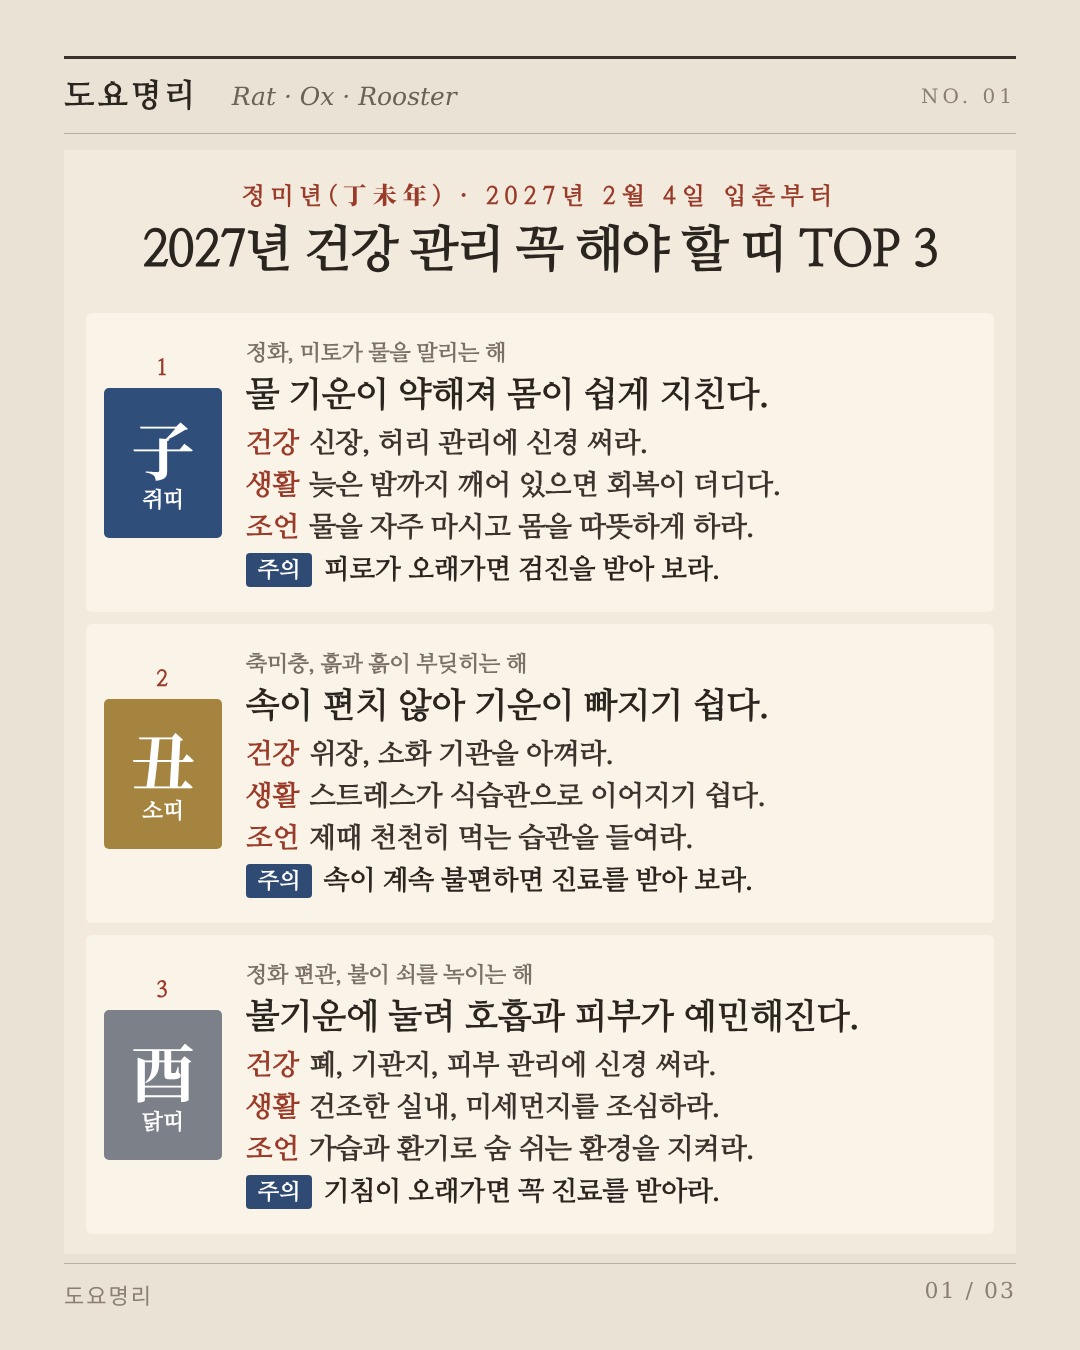 도요명리 Rat · Ox · Rooster NO. 01
정미년(丁未年) · 2027년 2월 4일 입춘부터
2027년 건강 관리 꼭 해야 할 띠 TOP 3
1
子
쥐띠
정화, 미토가 물을 말리는 해
물 기운이 약해져 몸이 쉽게 지친다.
건강 신장, 허리 관리에 신경 써라.
생활 늦은 밤까지 깨어 있으면 회복이 더디다.
조언 물을 자주 마시고 몸을 따뜻하게 하라.
주의 피로가 오래가면 검진을 받아 보라.
2
丑
소띠
축미충, 흙과 흙이 부딪히는 해
속이 편치 않아 기운이 빠지기 쉽다.
건강 위장, 소화 기관을 아껴라.
생활 스트레스가 식습관으로 이어지기 쉽다.
조언 제때 천천히 먹는 습관을 들여라.
주의 속이 계속 불편하면 진료를 받아 보라.
3
酉
닭띠
정화 편관, 불이 쇠를 녹이는 해
불기운에 눌려 호흡과 피부가 예민해진다.
건강 폐, 기관지, 피부 관리에 신경 써라.
생활 건조한 실내, 미세먼지를 조심하라.
조언 가습과 환기로 숨 쉬는 환경을 지켜라.
주의 기침이 오래가면 꼭 진료를 받아라.
도요명리 01 / 03